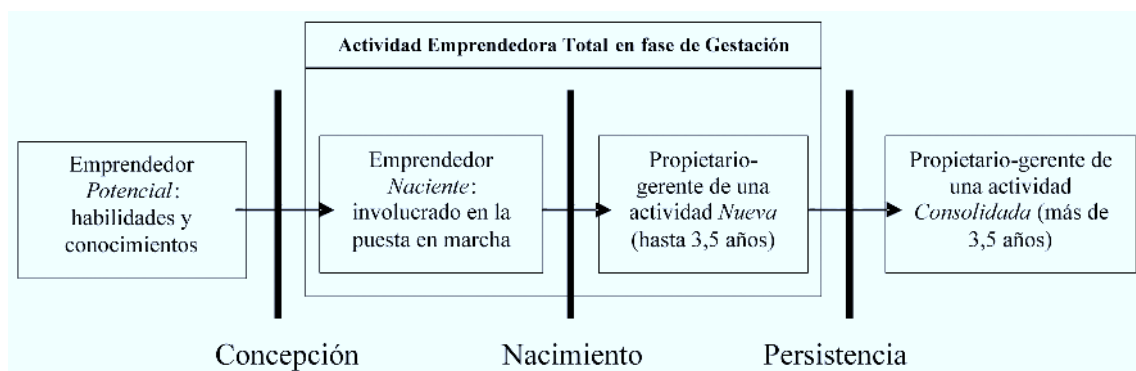 Actividad Emprendedora Total en fase de Gestación
Emprendedor
Potencial:
habilidades y
conocimientos
Emprendedor
Naciente:
involucrado en la
puesta en marcha
Propietario-
gerente de una
actividad Nueva
(hasta 3,5 años)
Propietario-gerente de
una actividad
Consolidada (más de
3,5 años)
Concepción
Nacimiento
Persistencia